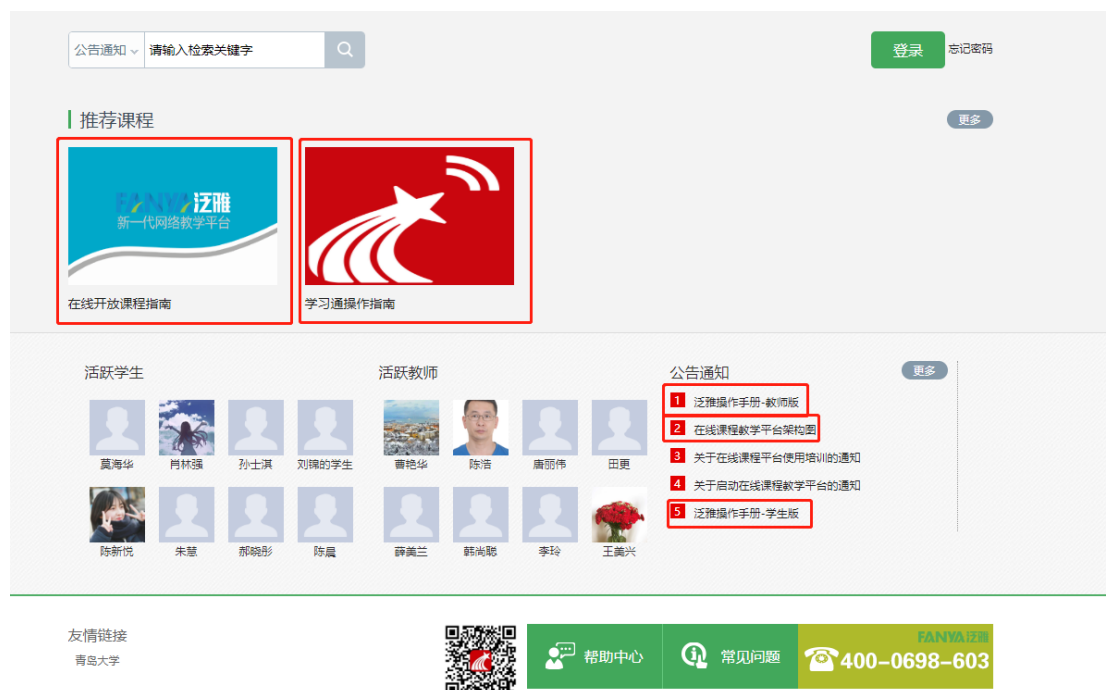 公告通知 请输入检索关键字
登录 忘记密码
推荐课程
更多
FANYA 泛雅
新一代网络教学平台
在线开放课程指南
学习通操作指南
活跃学生
活跃教师
公告通知
更多
莫海华 肖林强 孙士淇 刘锦的学生
曹艳华 陈浩 唐丽伟 田更
陈新悦 朱慧 郝晓彤 陈晨
薛美兰 韩尚聪 李玲 王美兴
1 泛雅操作手册-教师版
2 在线课程教学平台架构图
3 关于在线课程平台使用培训的通知
4 关于启动在线课程教学平台的通知
5 泛雅操作手册-学生版
友情链接
青岛大学
帮助中心
常见问题
FANYA 泛雅
400-0698-603